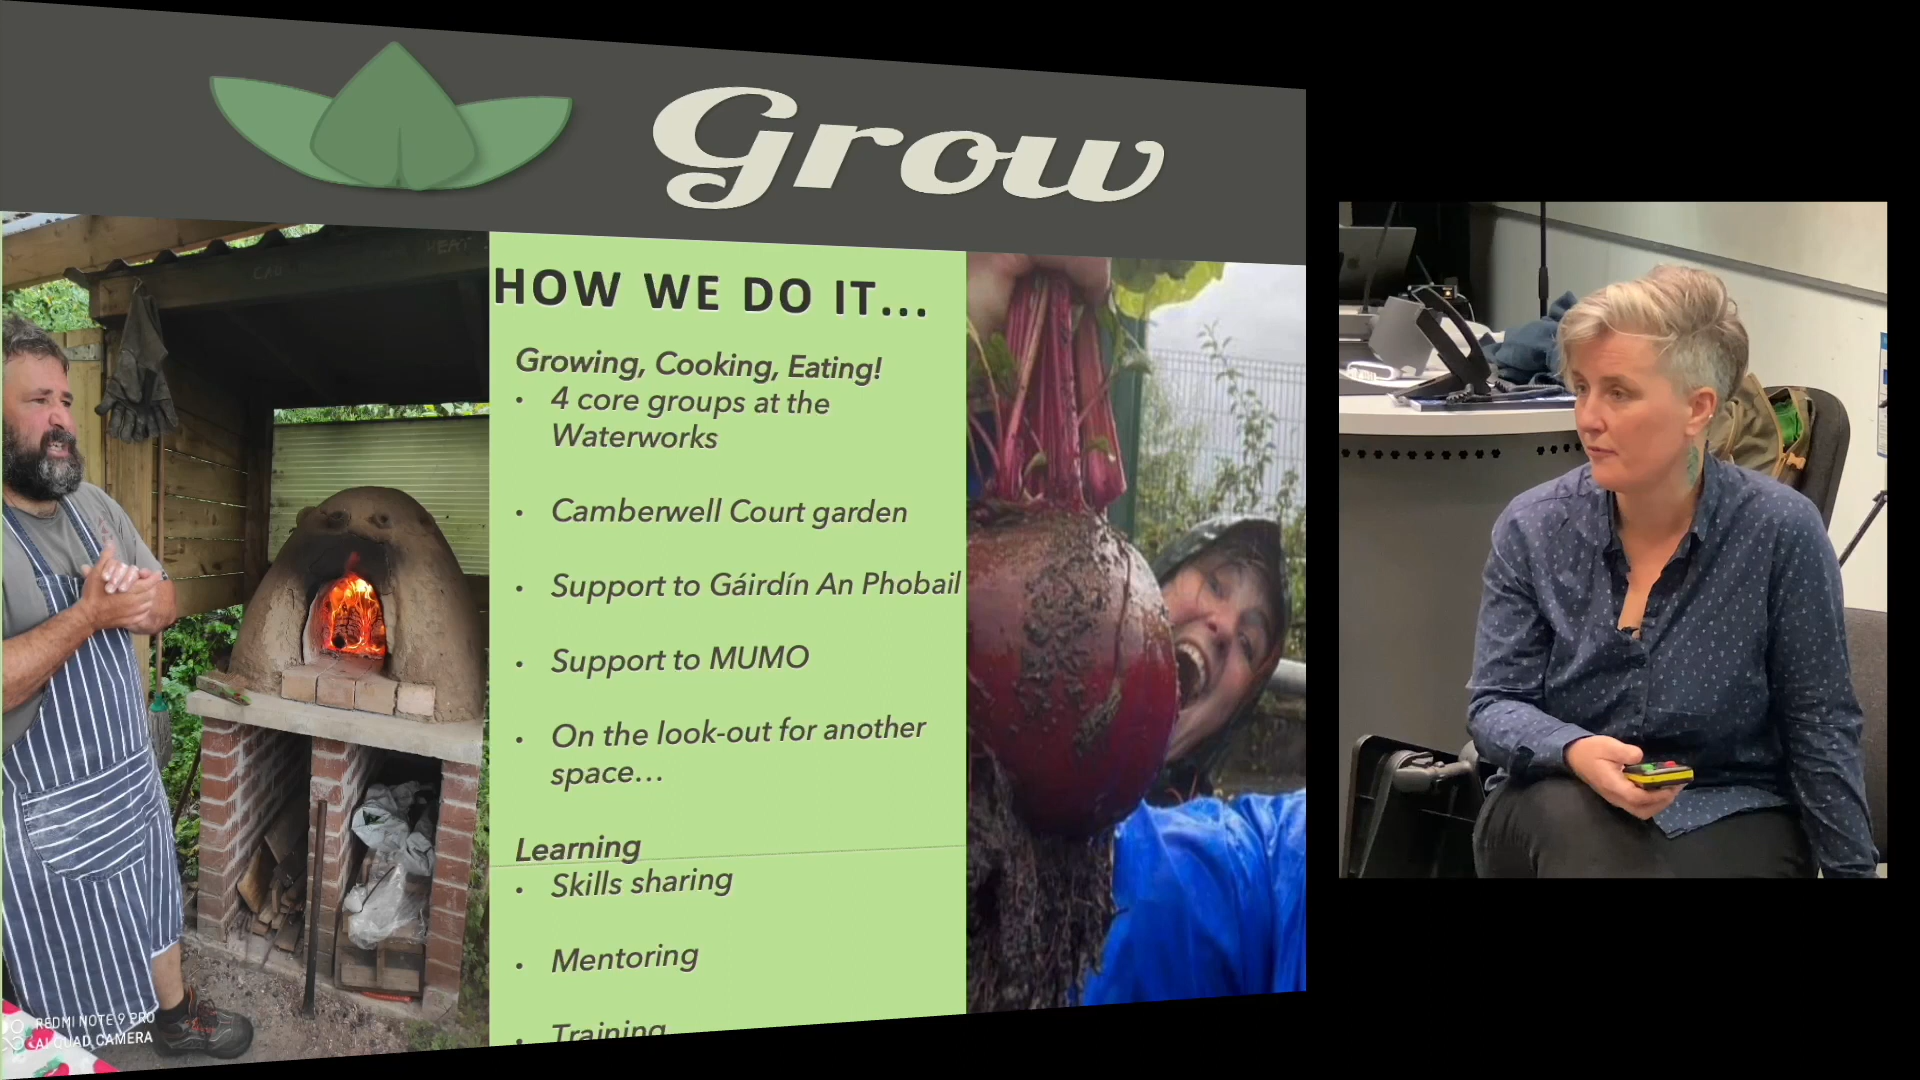 Grow
HOW WE DO IT...
Growing, Cooking, Eating!
• 4 core groups at the
Waterworks
• Camberwell Court garden
• Support to Gáirdín An Phobail
• Support to MUMO
• On the look-out for another
space...
Learning
• Skills sharing
• Mentoring
• Training
REDMI NOTE 9 PRO
AI QUAD CAMERA